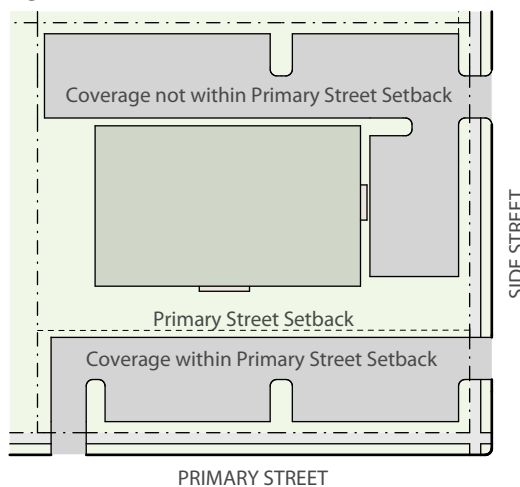 Coverage not within Primary Street Setback
SIDE STREET
Primary Street Setback
Coverage within Primary Street Setback
PRIMARY STREET